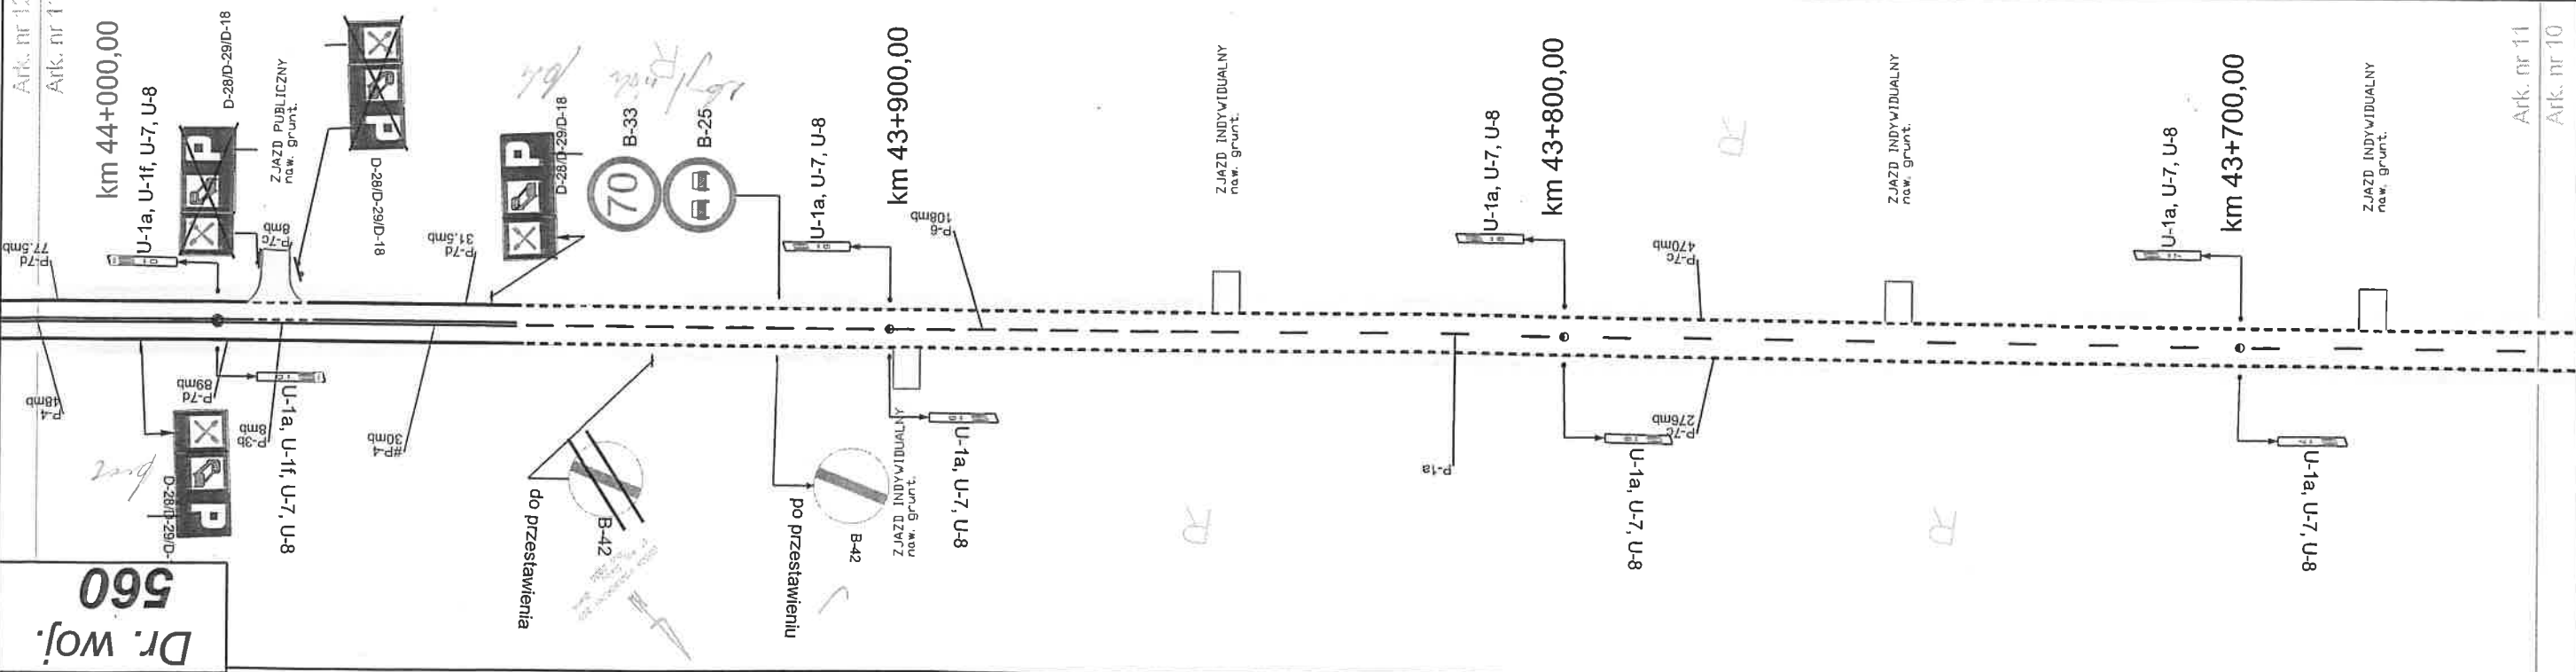 Ark. nr 11
km 44+000,00
U-1a, U-1f, U-7, U-8
D-28/D-29/D-18
ZJAZD PUBLICZNY
naw. grunt.
D-28/D-29/D-18
P
P
P-7d
77.5mb
P-7c
8mb
P-7d
31.5mb
D-28/D-29/D-18
P
B-33
70
B-25
U-1a, U-7, U-8
km 43+900,00
P-6
108mb
ZJAZD INDYWIDUALNY
naw. grunt.
U-1a, U-7, U-8
km 43+800,00
P-7c
470mb
R
ZJAZD INDYWIDUALNY
naw. grunt.
U-1a, U-7, U-8
km 43+700,00
ZJAZD INDYWIDUALNY
naw. grunt.
Ark. nr 11
Ark. nr 10
P-4
48mb
P-7d
89mb
P-3b
8mb
#P-4
30mb
U-1a, U-1f, U-7, U-8
D-28/D-29/D-
P
do przestawienia
B-42
po przestawieniu
B-42
ZJAZD INDYWIDUALNY
naw. grunt.
U-1a, U-7, U-8
R
P-1a
P-7c
276mb
U-1a, U-7, U-8
R
U-1a, U-7, U-8
Dr. woj.
560